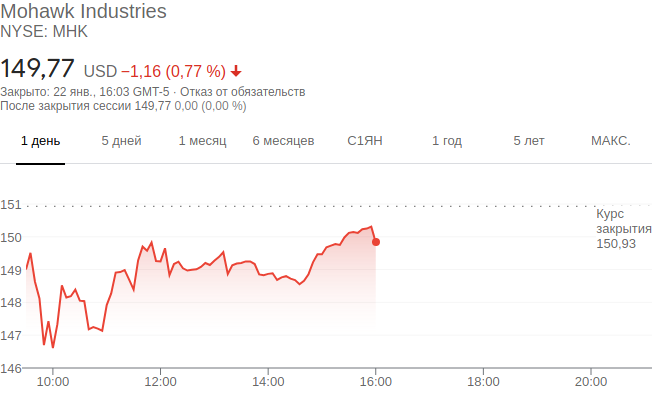 Mohawk Industries
NYSE: MHK
149,77 USD −1,16 (0,77 %)
Закрыто: 22 янв., 16:03 GMT-5 · Отказ от обязательств
После закрытия сессии 149,77 0,00 (0,00 %)
1 день 5 дней 1 месяц 6 месяцев С1ЯН 1 год 5 лет МАКС.
151
Курс
закрытия
150,93
150
149
148
147
146
10:00 12:00 14:00 16:00 18:00 20:00